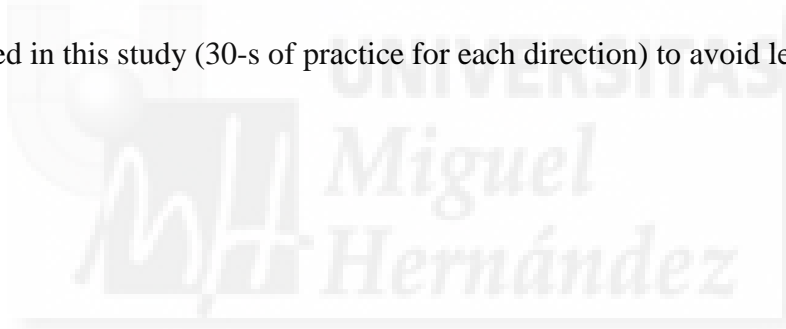 ed in this study (30-s of practice for each direction) to avoid le
UNIVERSITAS
Miguel
Hernández